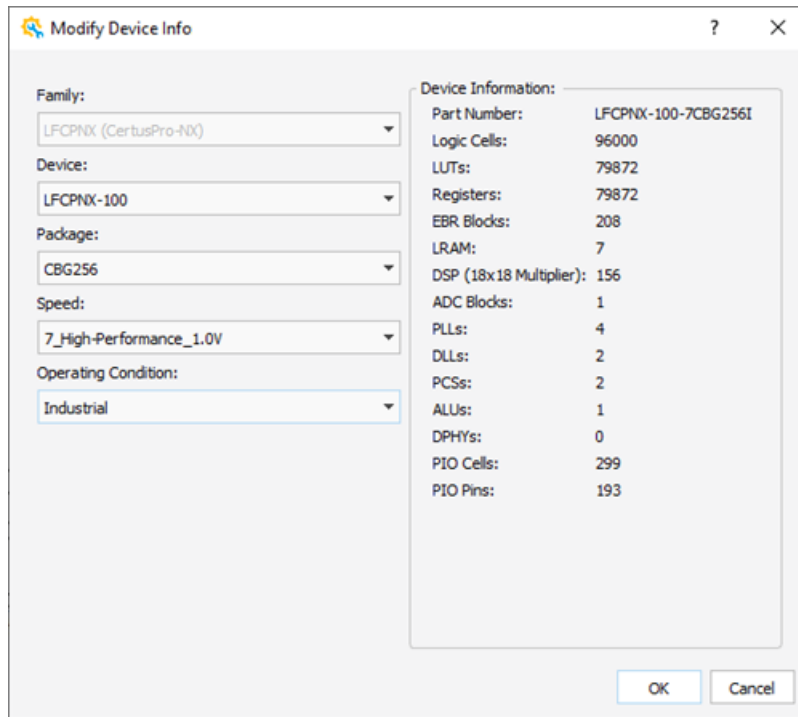 Modify Device Info
?
Family:
LFCPNX (CertusPro-NX)
Device:
LFCPNX-100
Package:
CBG256
Speed:
7_High-Performance_1.0V
Operating Condition:
Industrial
Device Information:
Part Number: LFCPNX-100-7CBG256I
Logic Cells: 96000
LUTs: 79872
Registers: 79872
EBR Blocks: 208
LRAM: 7
DSP (18x18 Multiplier): 156
ADC Blocks: 1
PLLs: 4
DLLs: 2
PCSs: 2
ALUs: 1
DPHYs: 0
PIO Cells: 299
PIO Pins: 193
OK Cancel